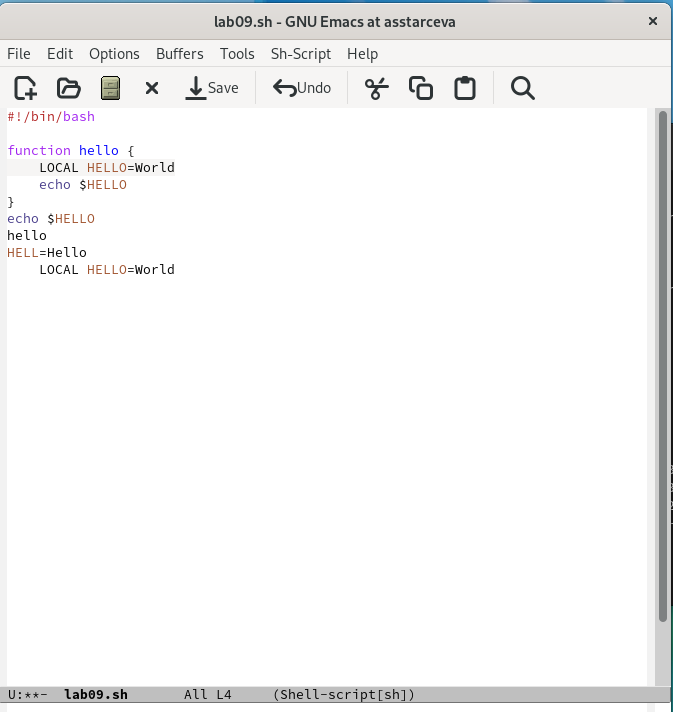 lab09.sh - GNU Emacs at asstarceva
File Edit Options Buffers Tools Sh-Script Help
Save Undo
#!/bin/bash
function hello {
    LOCAL HELLO=World
    echo $HELLO
}
echo $HELLO
hello
HELL=Hello
    LOCAL HELLO=World
U:**-  lab09.sh       All L4     (Shell-script[sh])